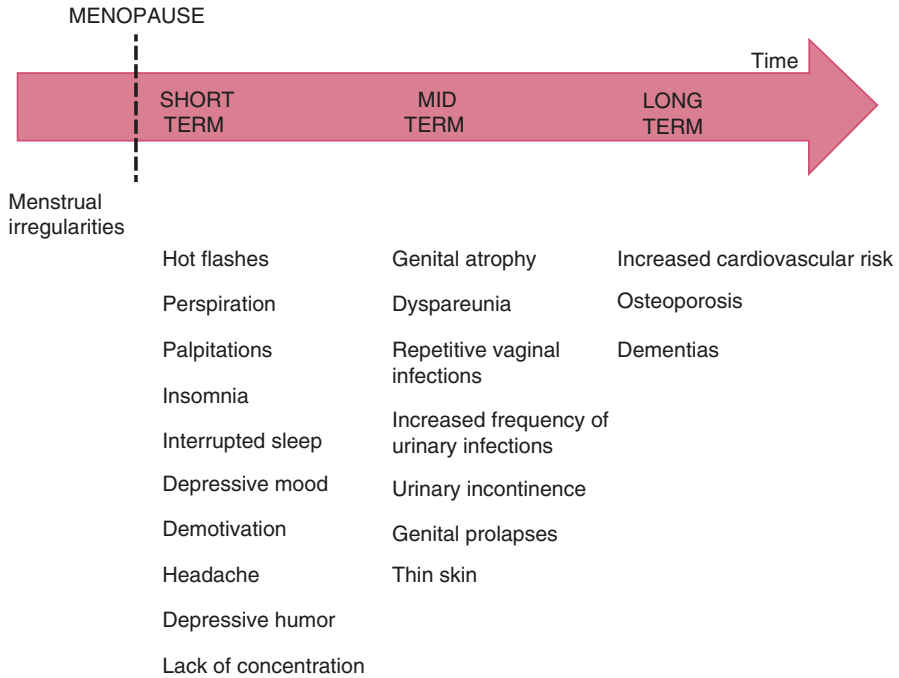 MENOPAUSE
Time
SHORT
TERM
MID
TERM
LONG
TERM
Menstrual
irregularities
Hot flashes
Perspiration
Palpitations
Insomnia
Interrupted sleep
Depressive mood
Demotivation
Headache
Depressive humor
Lack of concentration
Genital atrophy
Dyspareunia
Repetitive vaginal
infections
Increased frequency of
urinary infections
Urinary incontinence
Genital prolapses
Thin skin
Increased cardiovascular risk
Osteoporosis
Dementias